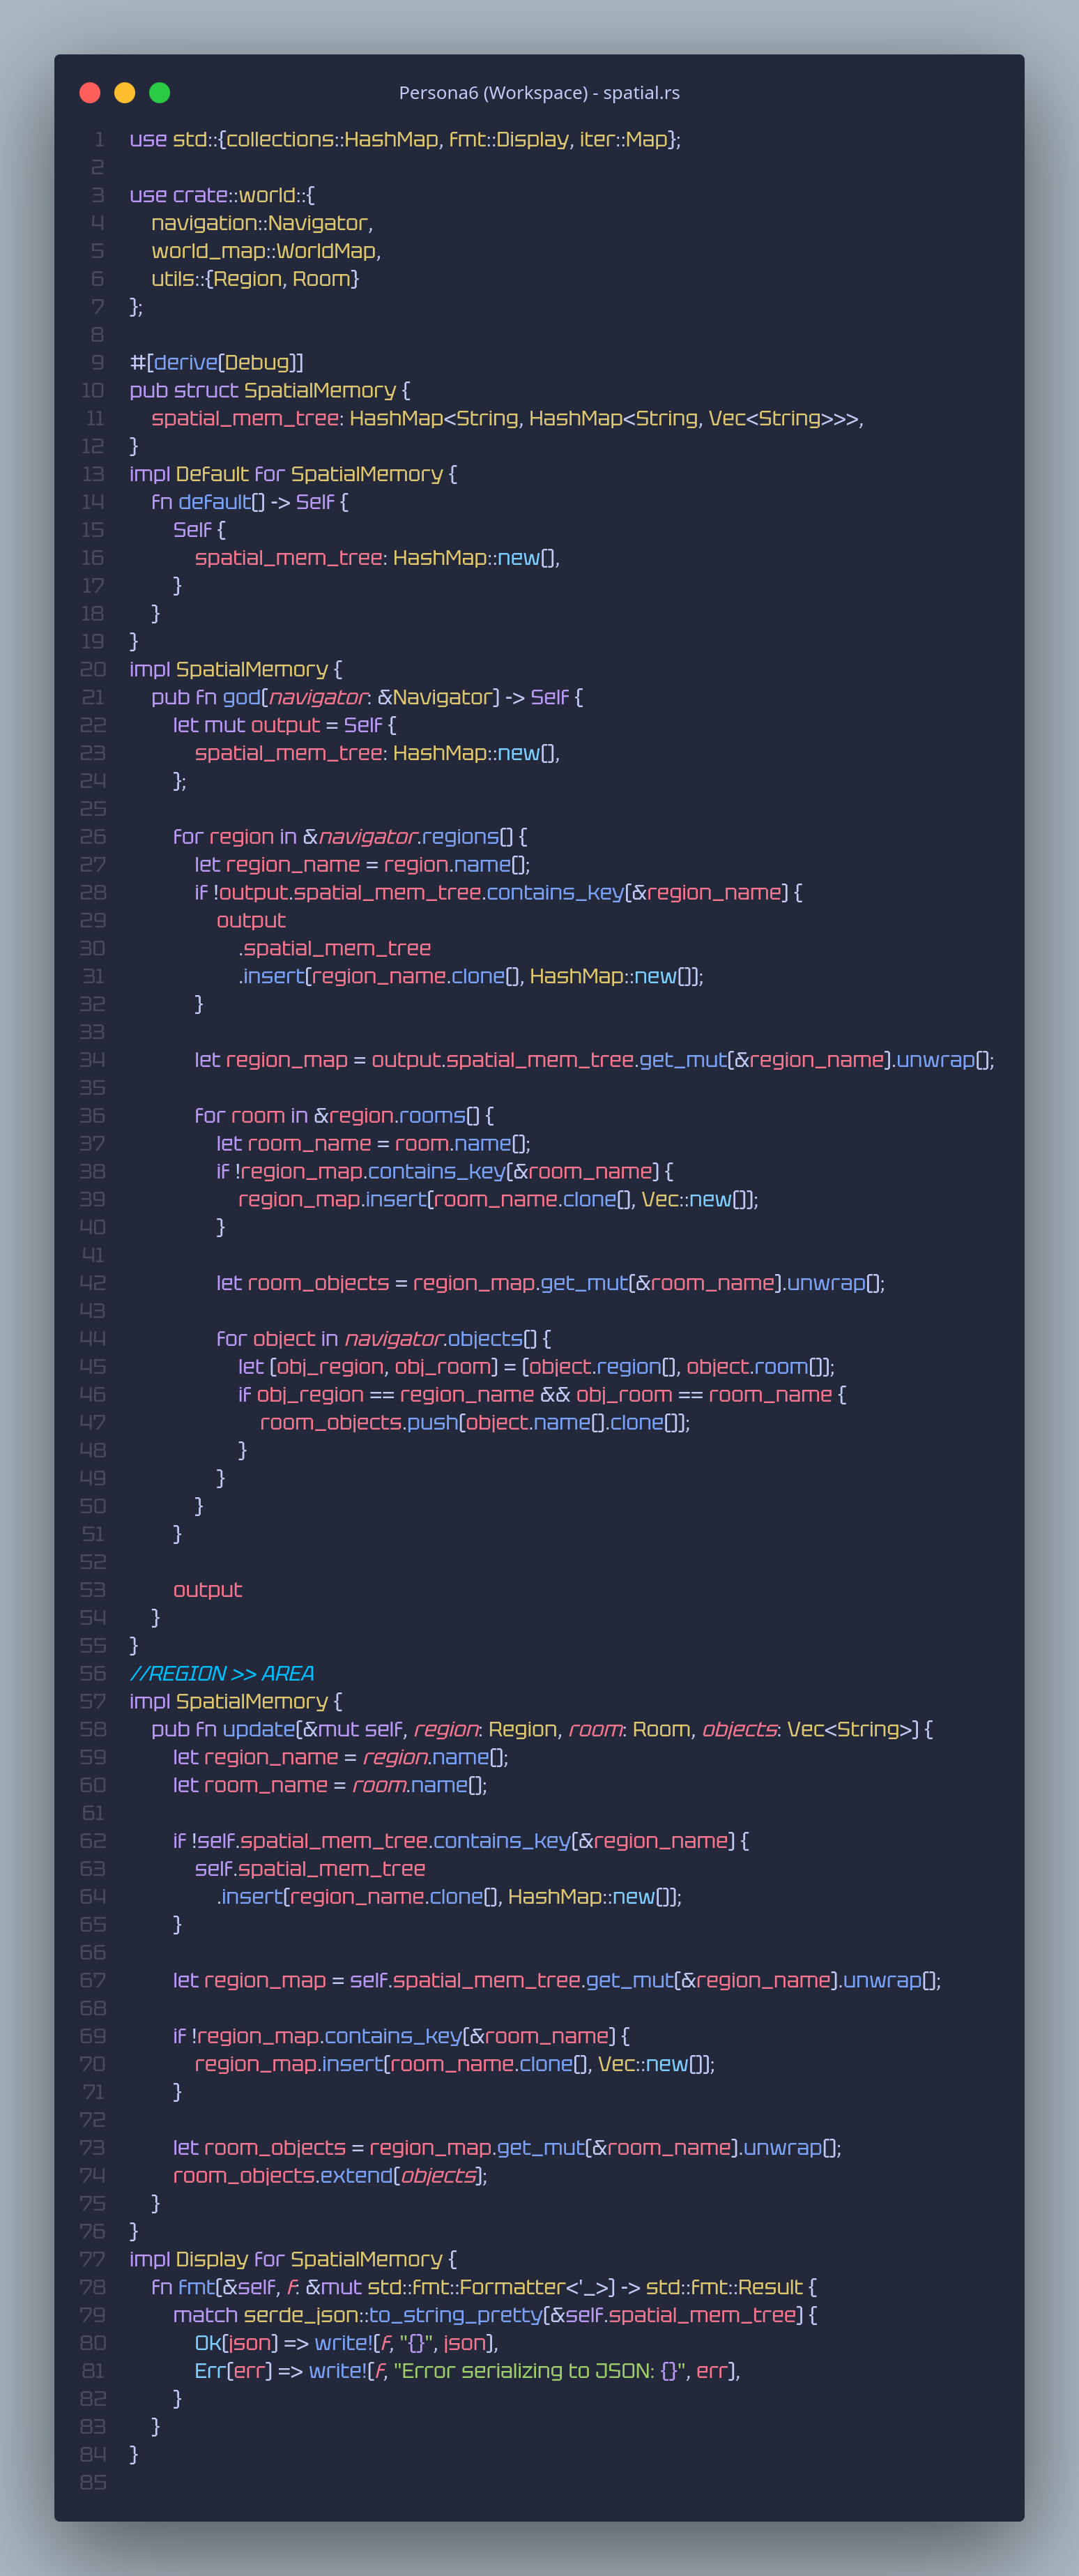 Persona6 (Workspace) - spatial.rs
1 use std::{collections::HashMap, fmt::Display, iter::Map};
2
3 use crate::world::{
4     navigation::Navigator,
5     world_map::WorldMap,
6     utils::{Region, Room}
7 };
8
9 #[derive(Debug)]
10 pub struct SpatialMemory {
11     spatial_mem_tree: HashMap<String, HashMap<String, Vec<String>>>,
12 }
13 impl Default for SpatialMemory {
14     fn default() -> Self {
15         Self {
16             spatial_mem_tree: HashMap::new(),
17         }
18     }
19 }
20 impl SpatialMemory {
21     pub fn god(navigator: &Navigator) -> Self {
22         let mut output = Self {
23             spatial_mem_tree: HashMap::new(),
24         };
25
26         for region in &navigator.regions() {
27             let region_name = region.name();
28             if !output.spatial_mem_tree.contains_key(&region_name) {
29                 output
30                     .spatial_mem_tree
31                     .insert(region_name.clone(), HashMap::new());
32             }
33
34             let region_map = output.spatial_mem_tree.get_mut(&region_name).unwrap();
35
36             for room in &region.rooms() {
37                 let room_name = room.name();
38                 if !region_map.contains_key(&room_name) {
39                     region_map.insert(room_name.clone(), Vec::new());
40                 }
41
42                 let room_objects = region_map.get_mut(&room_name).unwrap();
43
44                 for object in navigator.objects() {
45                     let (obj_region, obj_room) = (object.region(), object.room());
46                     if obj_region == region_name && obj_room == room_name {
47                         room_objects.push(object.name().clone());
48                     }
49                 }
50             }
51         }
52
53         output
54     }
55 }
56 //REGION >> AREA
57 impl SpatialMemory {
58     pub fn update(&mut self, region: Region, room: Room, objects: Vec<String>) {
59         let region_name = region.name();
60         let room_name = room.name();
61
62         if !self.spatial_mem_tree.contains_key(&region_name) {
63             self.spatial_mem_tree
64                 .insert(region_name.clone(), HashMap::new());
65         }
66
67         let region_map = self.spatial_mem_tree.get_mut(&region_name).unwrap();
68
69         if !region_map.contains_key(&room_name) {
70             region_map.insert(room_name.clone(), Vec::new());
71         }
72
73         let room_objects = region_map.get_mut(&room_name).unwrap();
74         room_objects.extend(objects);
75     }
76 }
77 impl Display for SpatialMemory {
78     fn fmt(&self, f: &mut std::fmt::Formatter<'_>) -> std::fmt::Result {
79         match serde_json::to_string_pretty(&self.spatial_mem_tree) {
80             Ok(json) => write!(f, "{}", json),
81             Err(err) => write!(f, "Error serializing to JSON: {}", err),
82         }
83     }
84 }
85